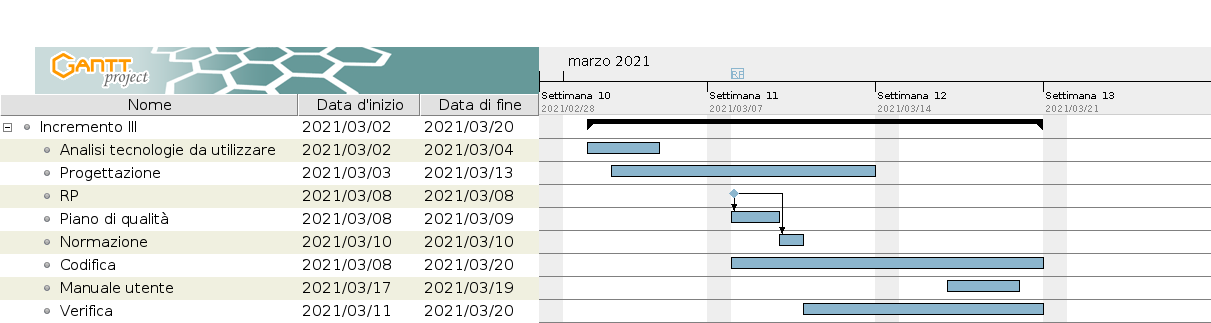 GANTT
project
marzo 2021
RP
Settimana 10 Settimana 11 Settimana 12 Settimana 13
2021/02/28 2021/03/07 2021/03/14 2021/03/21
Nome Data d'inizio Data di fine
Incremento III 2021/03/02 2021/03/20
Analisi tecnologie da utilizzare 2021/03/02 2021/03/04
Progettazione 2021/03/03 2021/03/13
RP 2021/03/08 2021/03/08
Piano di qualità 2021/03/08 2021/03/09
Normazione 2021/03/10 2021/03/10
Codifica 2021/03/08 2021/03/20
Manuale utente 2021/03/17 2021/03/19
Verifica 2021/03/11 2021/03/20